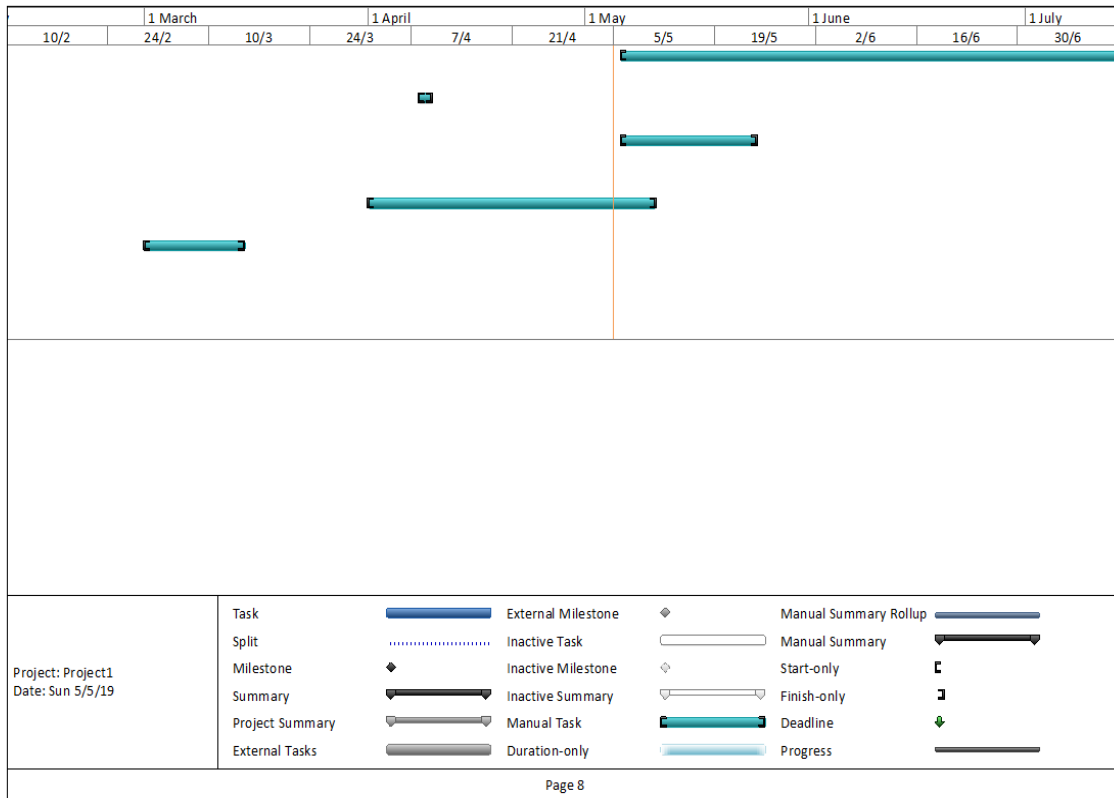 1 March 1 April 1 May 1 June 1 July
10/2 24/2 10/3 24/3 7/4 21/4 5/5 19/5 2/6 16/6 30/6
Project: Project1
Date: Sun 5/5/19
Task External Milestone Manual Summary Rollup
Split Inactive Task Manual Summary
Milestone Inactive Milestone Start-only
Summary Inactive Summary Finish-only
Project Summary Manual Task Deadline
External Tasks Duration-only Progress
Page 8